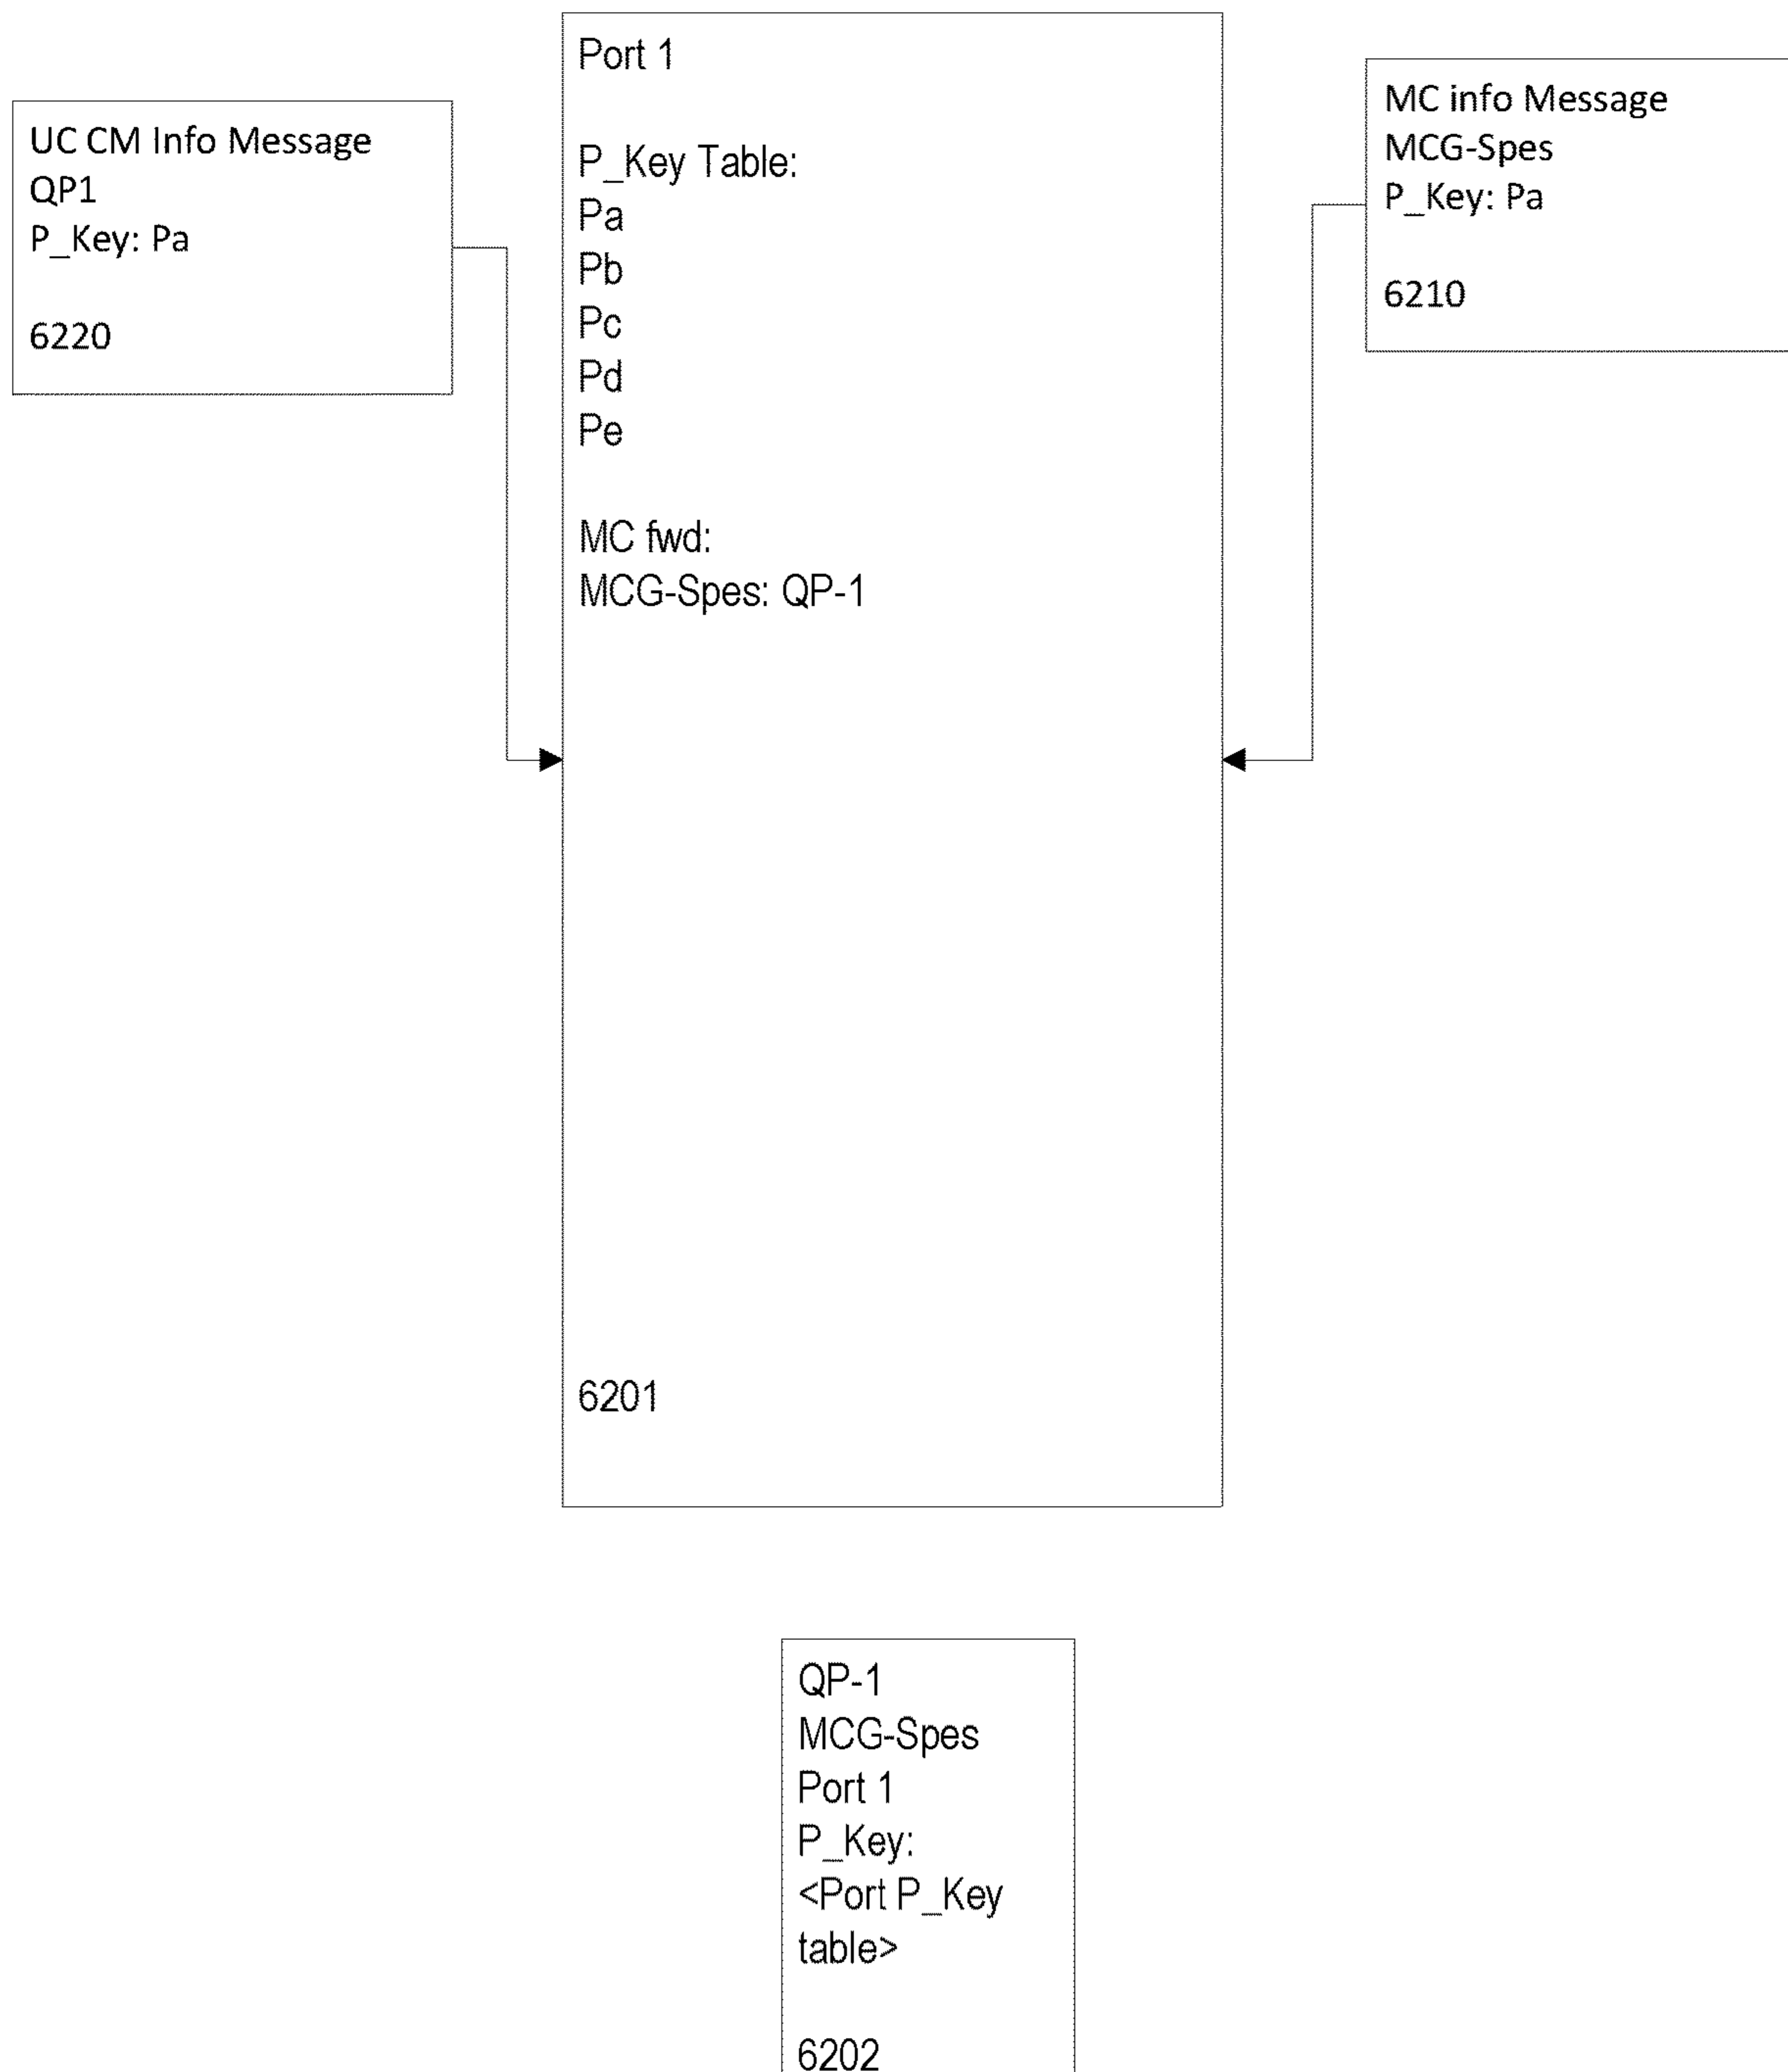 UC CM Info Message
QP1
P_Key: Pa
6220
Port 1
P_Key Table:
Pa
Pb
Pc
Pd
Pe
MC fwd:
MCG-Spes: QP-1
6201
MC info Message
MCG-Spes
P_Key: Pa
6210
QP-1
MCG-Spes
Port 1
P_Key:
<Port P_Key
table>
6202